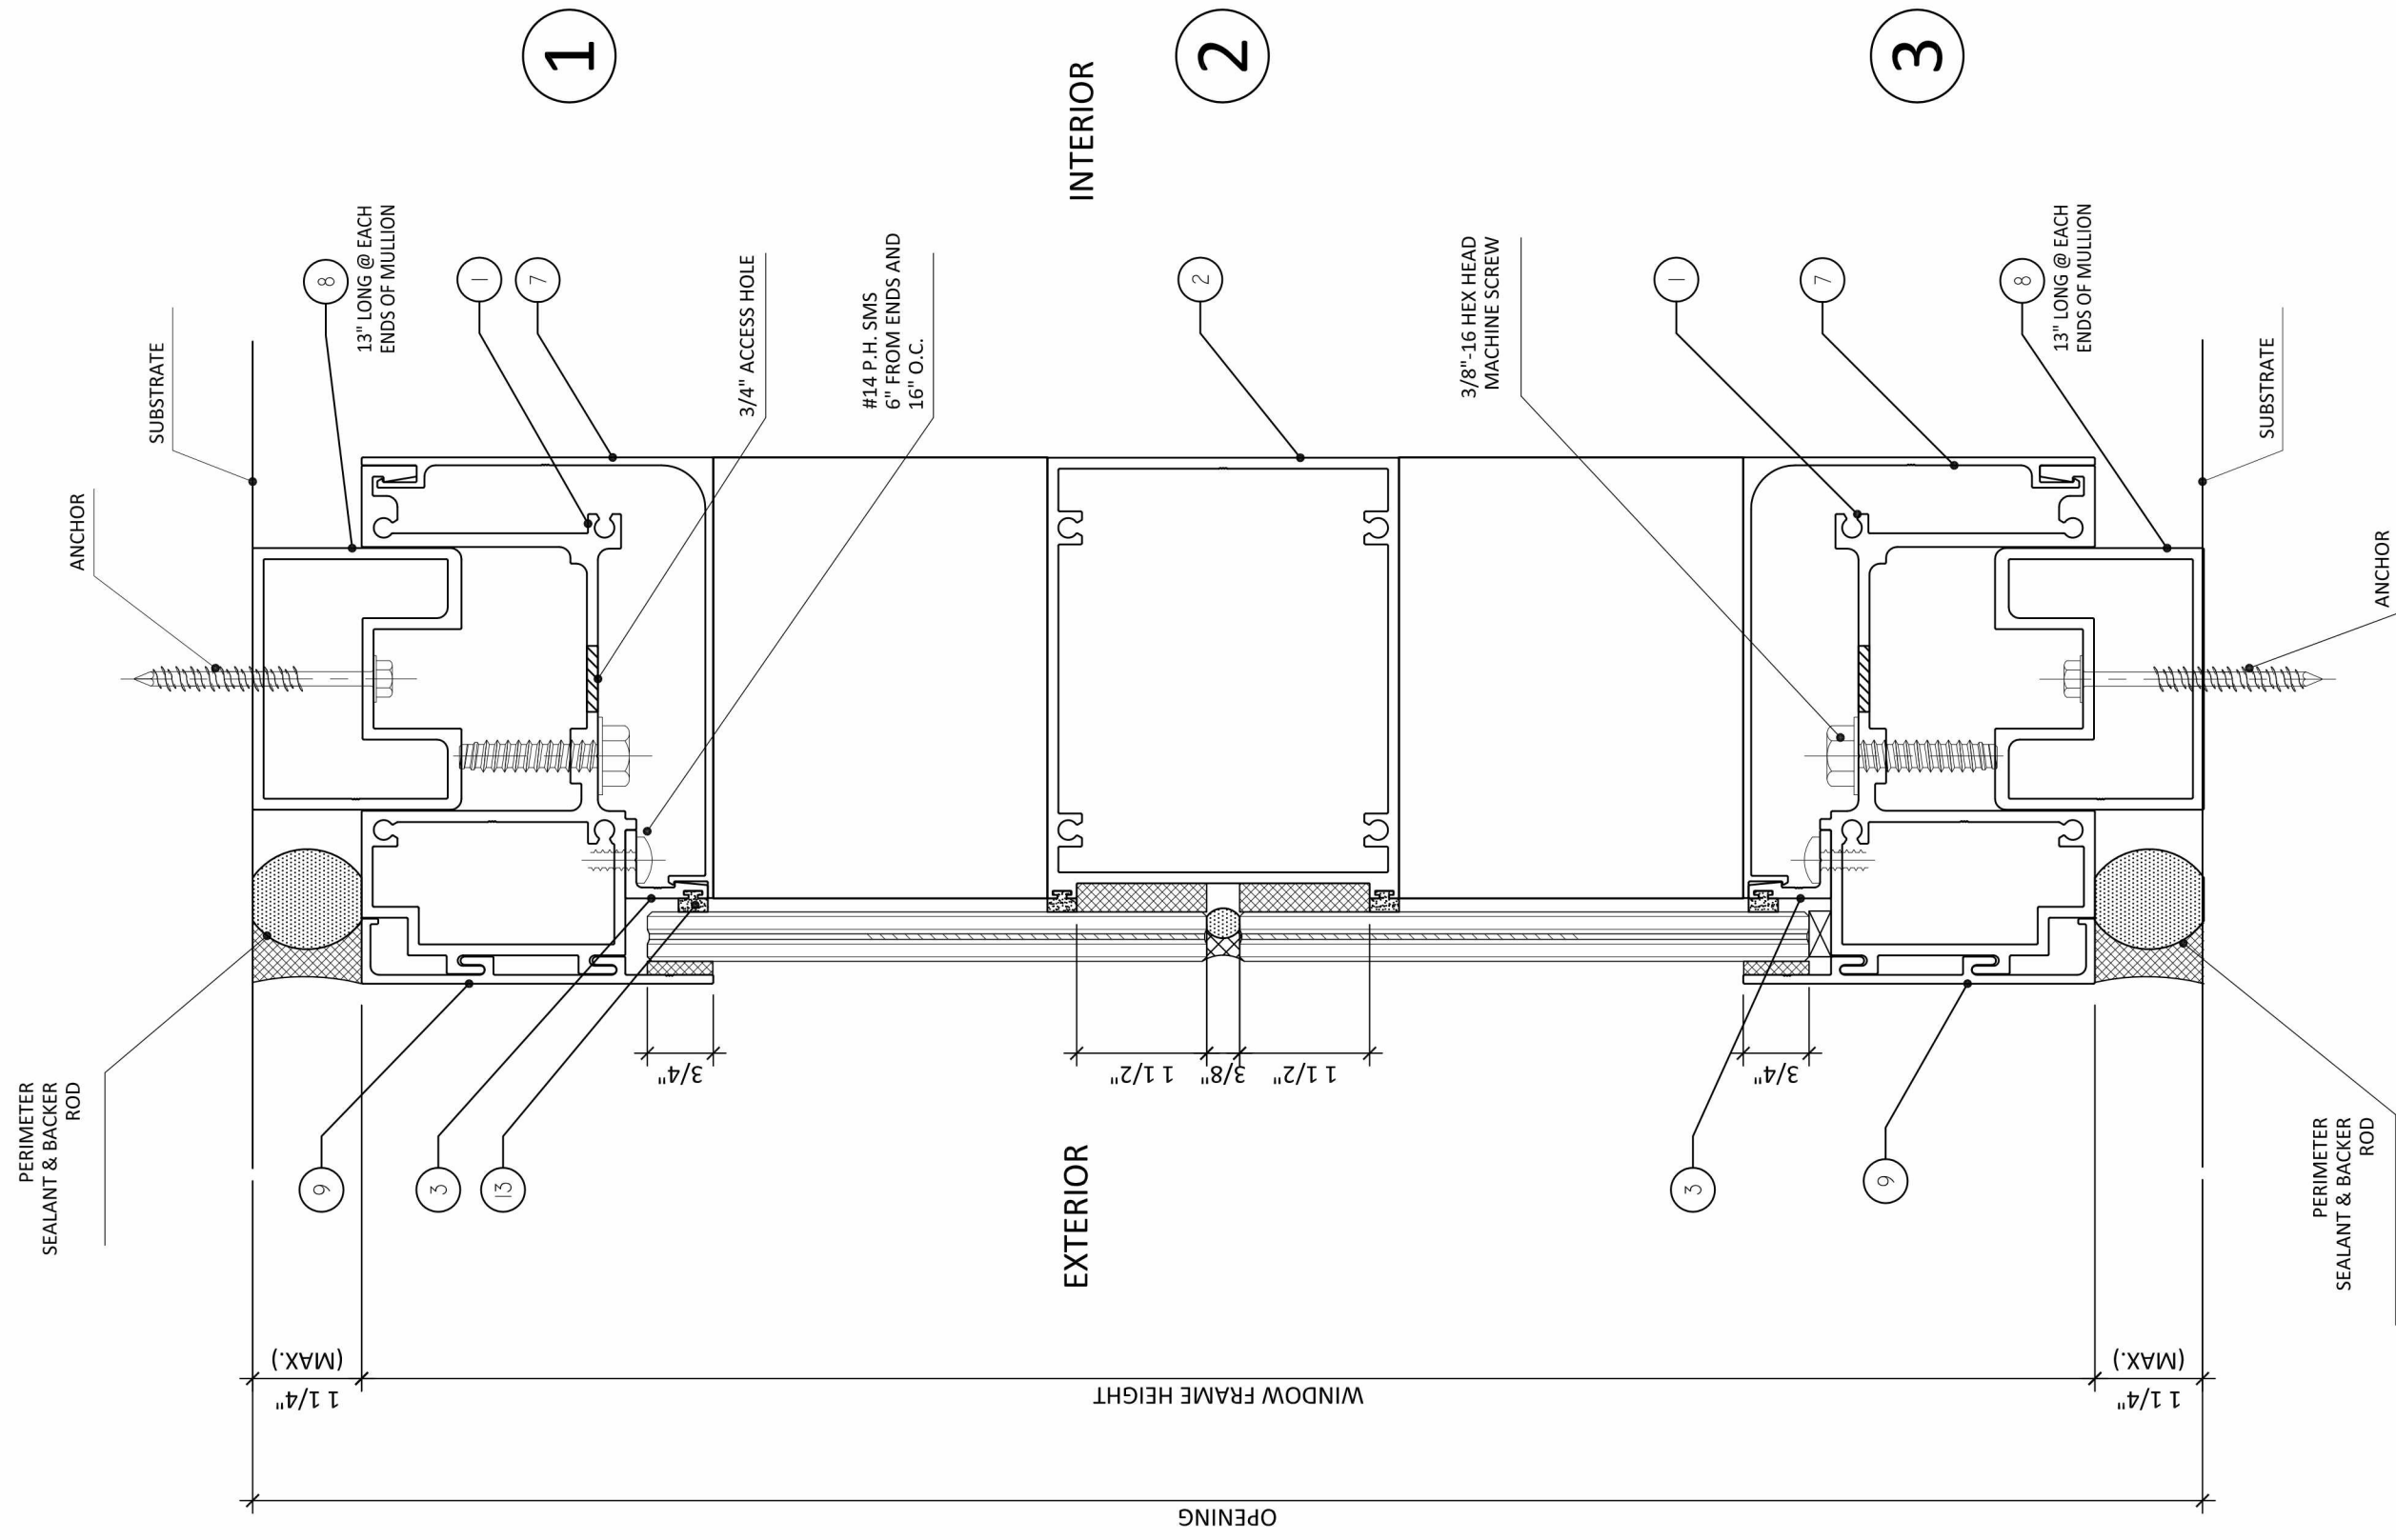 1
2
3
INTERIOR
SUBSTRATE
ANCHOR
8
13" LONG @ EACH
ENDS OF MULLION
1
7
3/4" ACCESS HOLE
#14 P.H. SMS
6" FROM ENDS AND
16" O.C.
2
3/8"-16 HEX HEAD
MACHINE SCREW
1
7
8
13" LONG @ EACH
ENDS OF MULLION
SUBSTRATE
ANCHOR
PERIMETER
SEALANT & BACKER
ROD
9
3
13
3/4"
1 1/2"
3/8"
1 1/2"
3/4"
EXTERIOR
3
9
PERIMETER
SEALANT & BACKER
ROD
1 1/4"
(MAX.)
WINDOW FRAME HEIGHT
1 1/4"
(MAX.)
OPENING